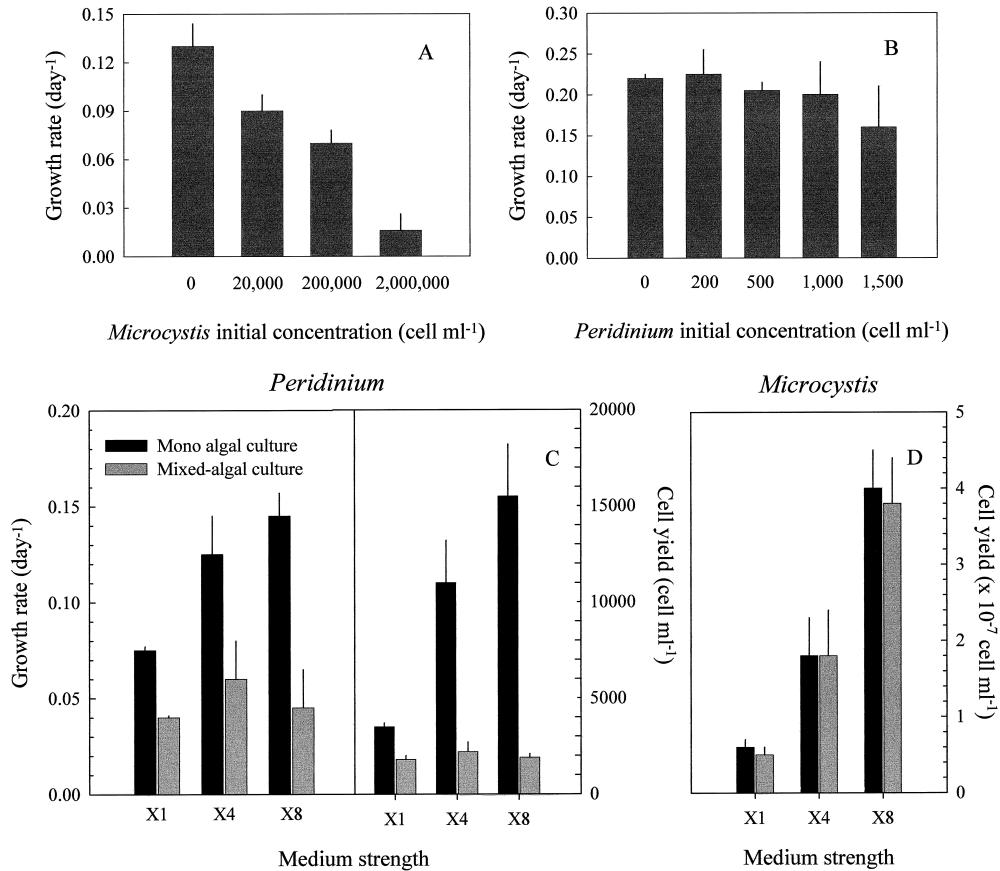 A
Growth rate (day-1)
0.15
0.12
0.09
0.06
0.03
0.00
0 20,000 200,000 2,000,000
Microcystis initial concentration (cell ml-1)
B
Growth rate (day-1)
0.30
0.25
0.20
0.15
0.10
0.05
0.00
0 200 500 1,000 1,500
Peridinium initial concentration (cell ml-1)
Peridinium
Growth rate (day-1)
0.20
0.15
0.10
0.05
0.00
Mono algal culture
Mixed-algal culture
C
20000
15000
10000
5000
0
Cell yield (cell ml-1)
X1 X4 X8 X1 X4 X8
Medium strength
Microcystis
D
5
4
3
2
1
0
Cell yield (x 10-7 cell ml-1)
X1 X4 X8
Medium strength